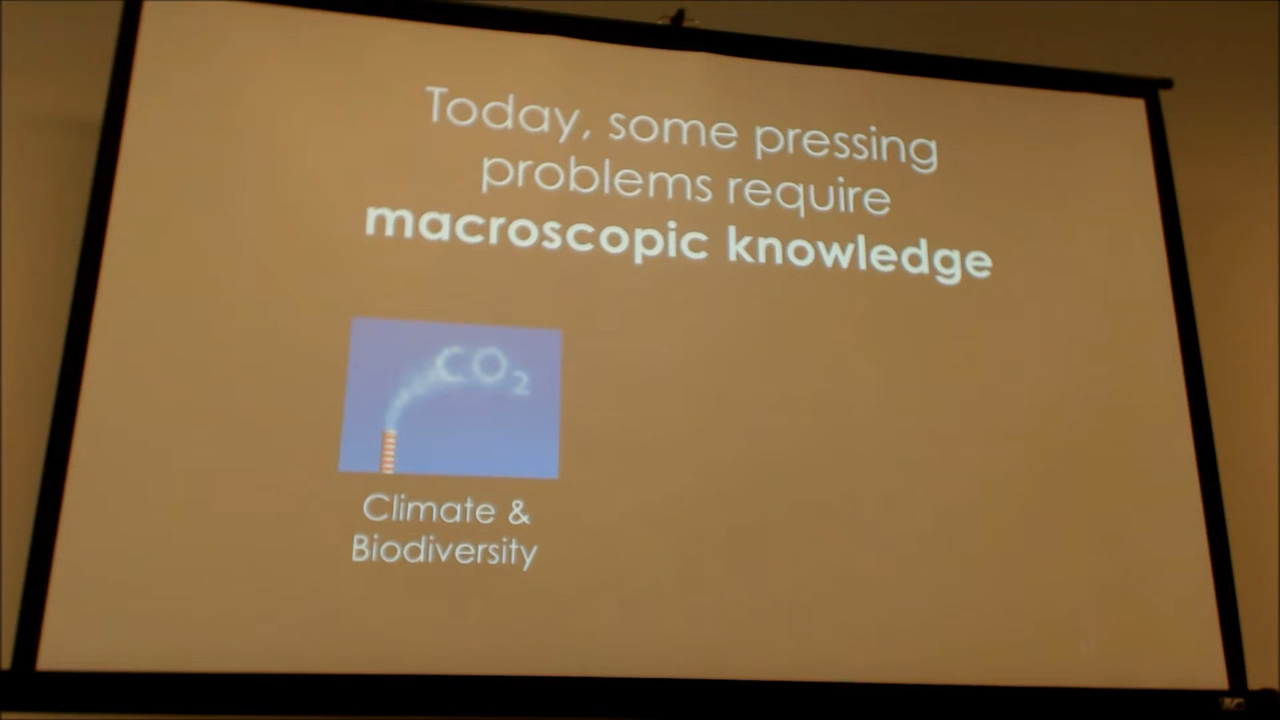 Today, some pressing
problems require
macroscopic knowledge
CO₂
Climate &
Biodiversity